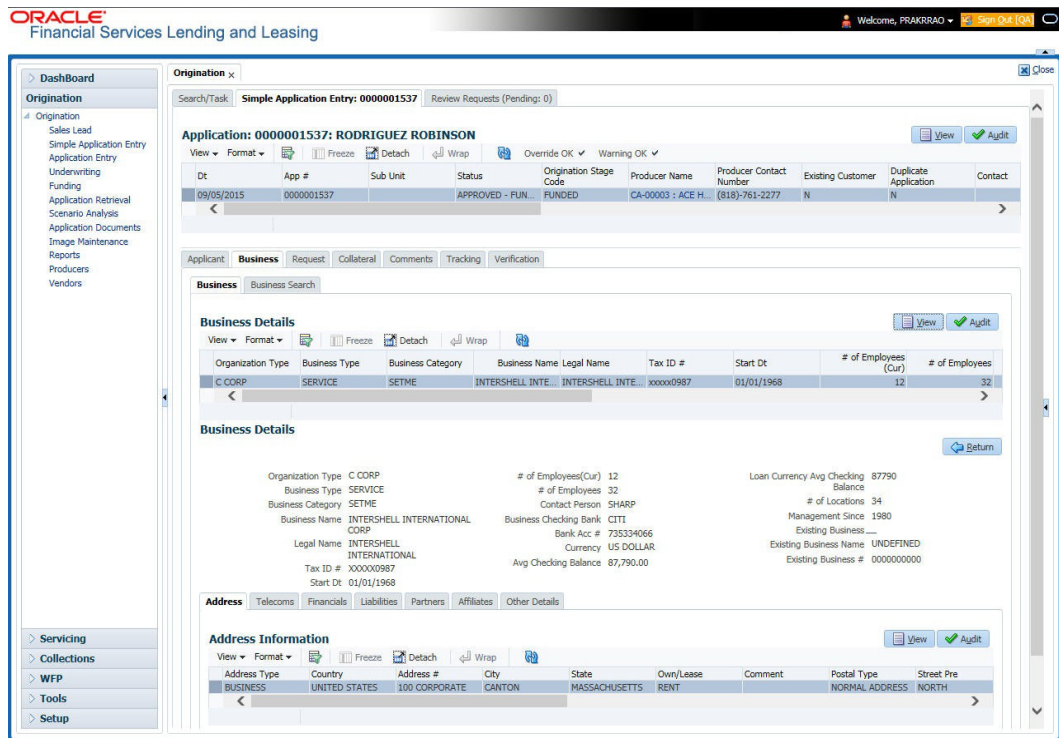 ORACLE
Financial Services Lending and Leasing
Welcome, PRAKRRAO
Sign Out [QA]
Close
DashBoard
Origination
Origination
Sales Lead
Simple Application Entry
Application Entry
Underwriting
Funding
Application Retrieval
Scenario Analysis
Application Documents
Image Maintenance
Reports
Producers
Vendors
Servicing
Collections
WFP
Tools
Setup
Origination x
Search/Task Simple Application Entry: 0000001537 Review Requests (Pending: 0)
Application: 0000001537: RODRIGUEZ ROBINSON
View Audit
View Format Freeze Detach Wrap Override OK Warning OK
Dt App # Sub Unit Status Origination Stage Code Producer Name Producer Contact Number Existing Customer Duplicate Application Contact
09/05/2015 0000001537 APPROVED - FUN... FUNDED CA-00003 : ACE H... (818)-761-2277 N N
Applicant Business Request Collateral Comments Tracking Verification
Business Business Search
Business Details
View Audit
View Format Freeze Detach Wrap
Organization Type Business Type Business Category Business Name Legal Name Tax ID # Start Dt # of Employees (Cur) # of Employees
C CORP SERVICE SETME INTERSHELL INTE... INTERSHELL INTE... xxxxx0987 01/01/1968 12 32
Business Details
Return
Organization Type C CORP
Business Type SERVICE
Business Category SETME
Business Name INTERSHELL INTERNATIONAL CORP
Legal Name INTERSHELL INTERNATIONAL
Tax ID # XXXXX0987
Start Dt 01/01/1968
# of Employees(Cur) 12
# of Employees 32
Contact Person SHARP
Business Checking Bank CITI
Bank Acc # 735334066
Currency US DOLLAR
Avg Checking Balance 87,790.00
Loan Currency Avg Checking Balance 87790
# of Locations 34
Management Since 1980
Existing Business
Existing Business Name UNDEFINED
Existing Business # 0000000000
Address Telecoms Financials Liabilities Partners Affiliates Other Details
Address Information
View Audit
View Format Freeze Detach Wrap
Address Type Country Address # City State Own/Lease Comment Postal Type Street Pre
BUSINESS UNITED STATES 100 CORPORATE CANTON MASSACHUSETTS RENT NORMAL ADDRESS NORTH